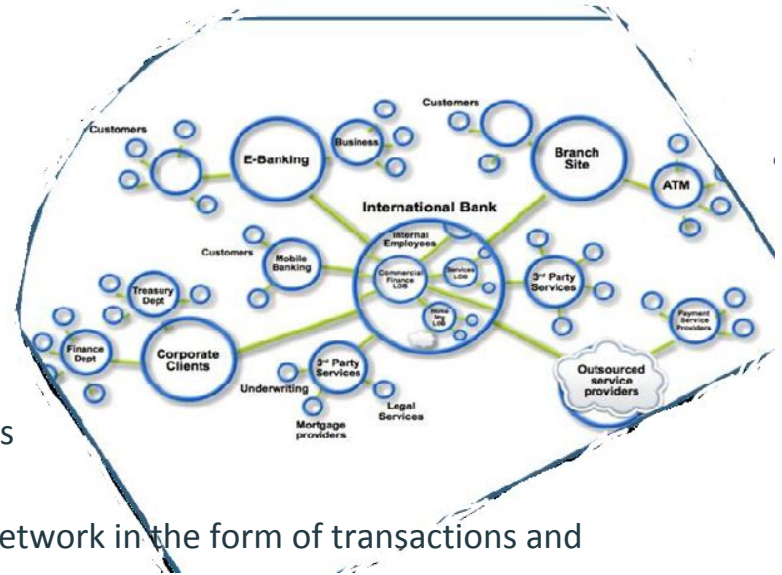 Customers
E-Banking
Business
Customers
Branch
Site
ATM
International Bank
Internal
Employees
Commercial
Finance
LOB
Services
LOB
Customers
Mobile
Banking
3rd Party
Services
Treasury
Dept
Finance
Dept
Corporate
Clients
3rd Party
Services
Underwriting
Mortgage
providers
Legal
Services
Payment
Service
Providers
Outsourced
service
providers
LOB
s
etwork in the form of transactions and